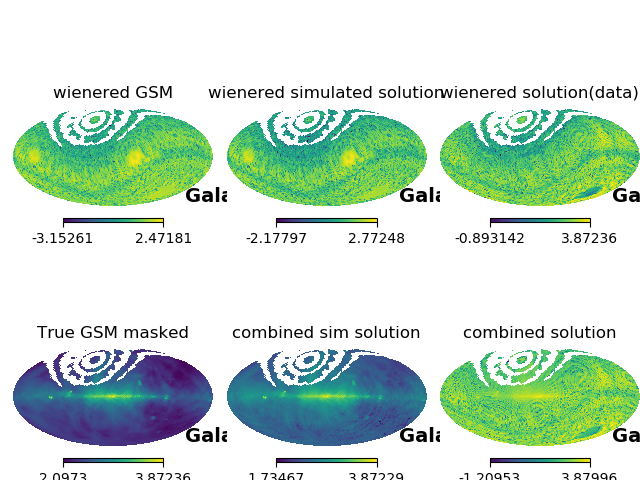 wienered GSM wienered simulated solution wienered solution(data)
Gala Gala Ga
-3.15261 2.47181 -2.17797 2.77248 -0.893142 3.87236
True GSM masked combined sim solution combined solution
Gala Gala Ga
2.0973 3.87236 1.73467 3.87229 -1.20953 3.87996